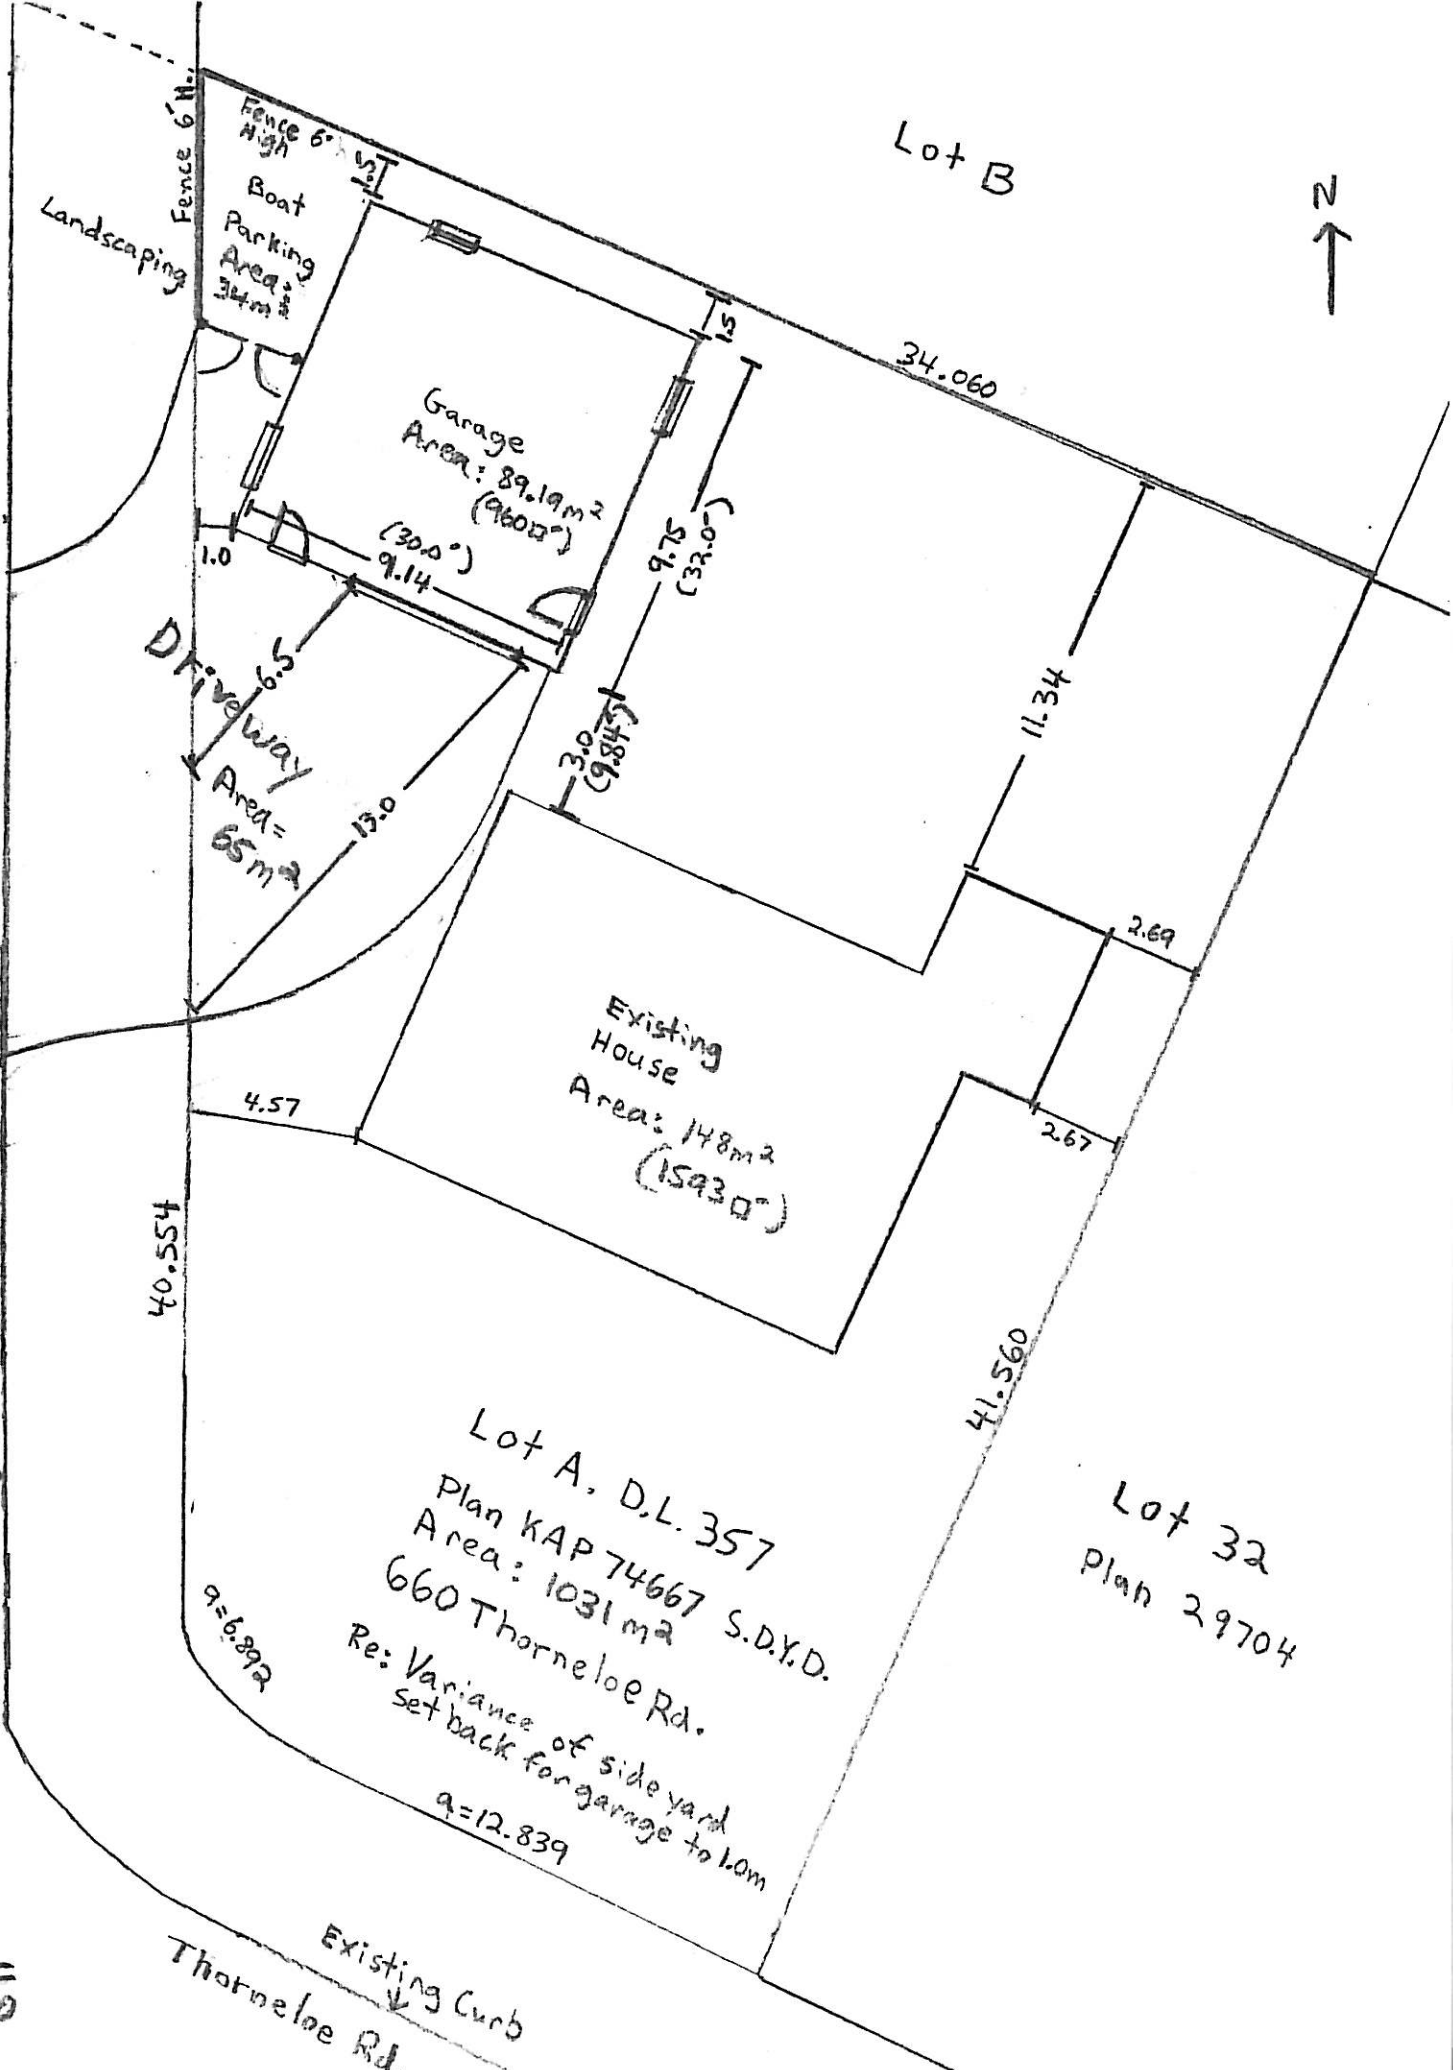 Lot B
N
Fence 6' H.
Fence 6'
High
1.5
Boat
Parking
Area:
34m²
Landscaping
1.5
34.060
Garage
Area: 89.19m²
(960□')
(30.0')
9.14
9.75
(32.0')
1.0
11.34
6.5
Driveway
Area=
65m²
13.0
3.0
(9.84')
2.69
Existing
House
Area: 148m²
(1593□')
4.57
2.67
40.554
41.560
Lot A. D.L. 357
Plan KAP 74667 S.D.Y.D.
Area: 1031m²
660 Thorneloe Rd.
Re: Variance of side yard
setback for garage to 1.0m
Lot 32
Plan 29704
a=6.892
a=12.839
Existing Curb
Thorneloe Rd